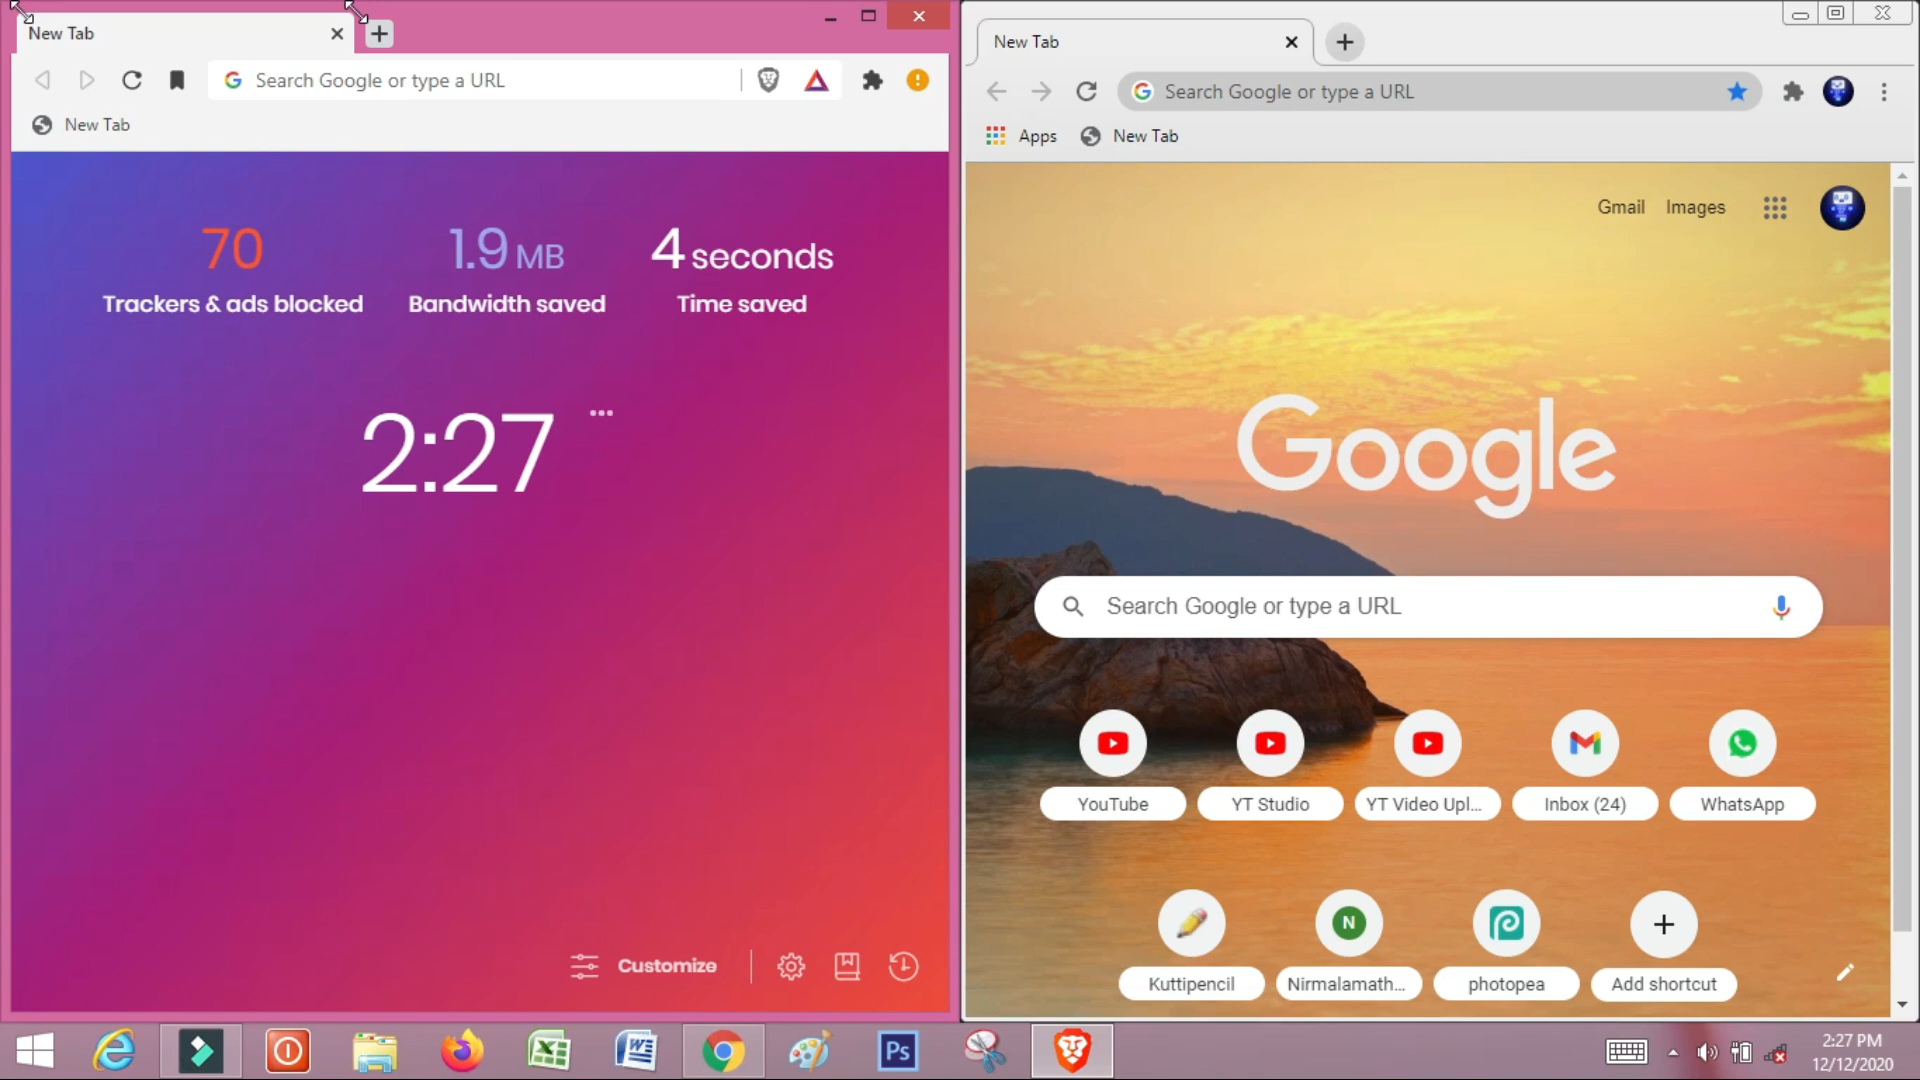 New Tab
Search Google or type a URL
New Tab
70
Trackers & ads blocked
1.9 MB
Bandwidth saved
4 seconds
Time saved
2:27
Customize
New Tab
Search Google or type a URL
Apps
New Tab
Gmail
Images
Google
Search Google or type a URL
YouTube
YT Studio
YT Video Upl...
Inbox (24)
WhatsApp
N
Kuttipencil
Nirmalamath...
photopea
Add shortcut
Ps
2:27 PM
12/12/2020